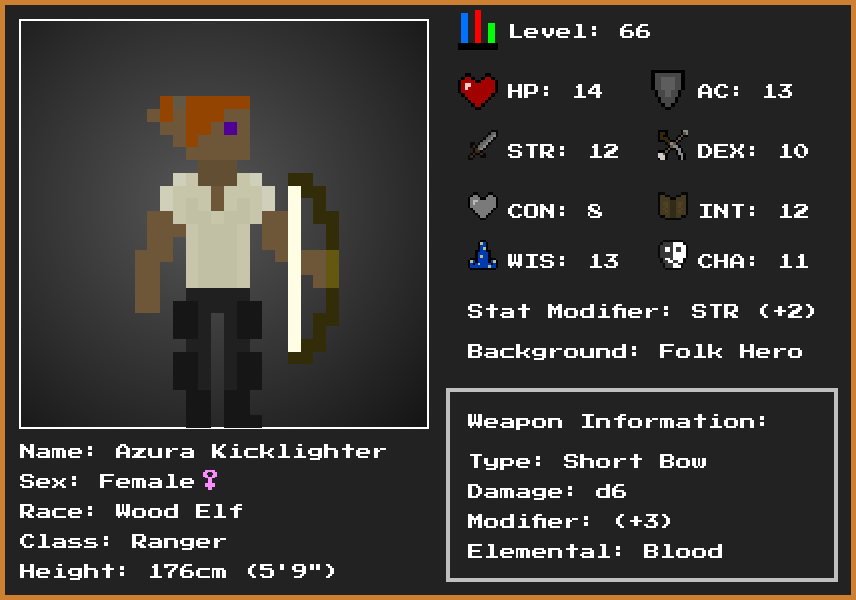 Level: 66
HP: 14 AC: 13
STR: 12 DEX: 10
CON: 8 INT: 12
WIS: 13 CHA: 11
Stat Modifier: STR (+2)
Background: Folk Hero
Weapon Information:
Type: Short Bow
Damage: d6
Modifier: (+3)
Elemental: Blood
Name: Azura Kicklighter
Sex: Female♀
Race: Wood Elf
Class: Ranger
Height: 176cm (5'9")